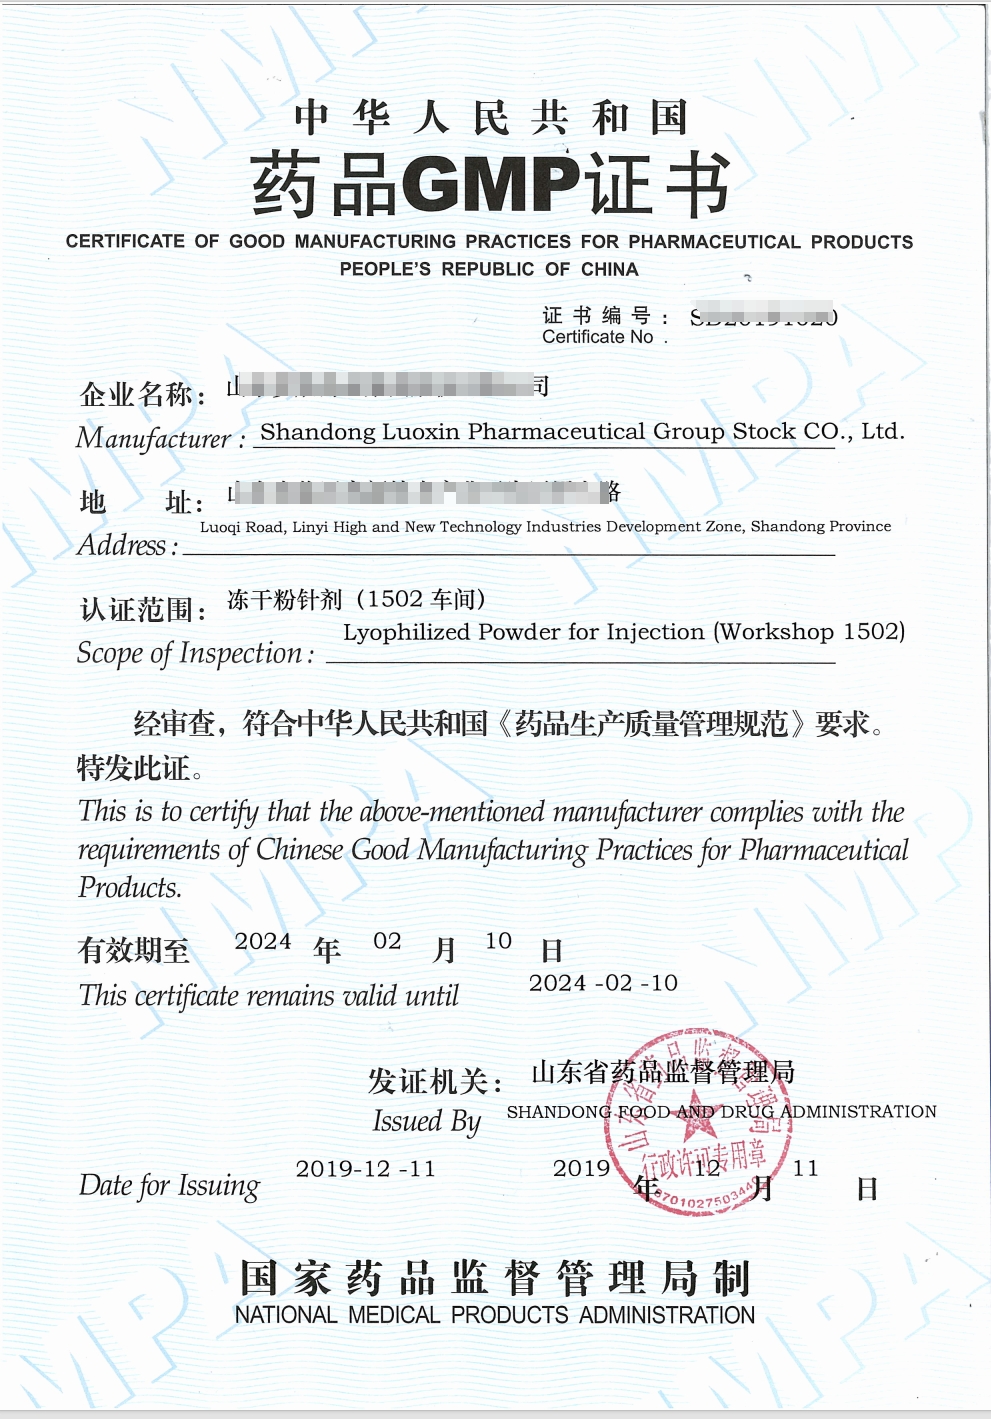 中华人民共和国
药品GMP证书
CERTIFICATE OF GOOD MANUFACTURING PRACTICES FOR PHARMACEUTICAL PRODUCTS
PEOPLE'S REPUBLIC OF CHINA
证书编号：
Certificate No .
企业名称： 山 司
Manufacturer : Shandong Luoxin Pharmaceutical Group Stock CO., Ltd.
地 址： 路
Luoqi Road, Linyi High and New Technology Industries Development Zone, Shandong Province
Address :
认证范围： 冻干粉针剂（1502 车间）
Lyophilized Powder for Injection (Workshop 1502)
Scope of Inspection :
经审查，符合中华人民共和国《药品生产质量管理规范》要求。
特发此证。
This is to certify that the above-mentioned manufacturer complies with the
requirements of Chinese Good Manufacturing Practices for Pharmaceutical
Products.
有效期至 2024 年 02 月 10 日
This certificate remains valid until 2024 -02 -10
发证机关： 山东省药品监督管理局
Issued By SHANDONG FOOD AND DRUG ADMINISTRATION
山东省药品监督管理局
行政许可专用章
3701027503440
Date for Issuing 2019-12 -11 2019 年 12 月 11 日
国家药品监督管理局制
NATIONAL MEDICAL PRODUCTS ADMINISTRATION
NMPA